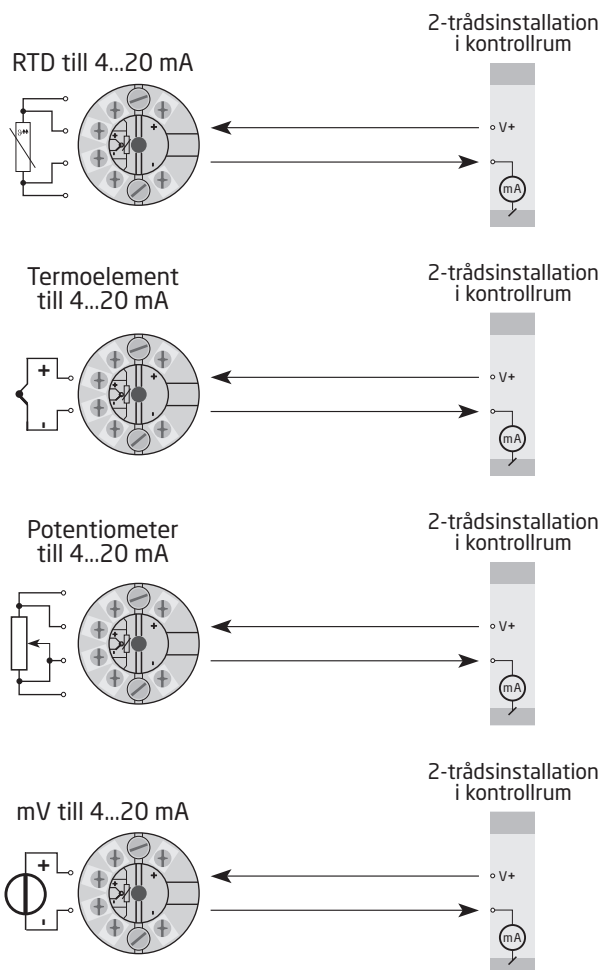 2-trådsinstallation
i kontrollrum
RTD till 4...20 mA
+
-
V+
mA
Termoelement
till 4...20 mA
2-trådsinstallation
i kontrollrum
+
-
+
-
V+
mA
Potentiometer
till 4...20 mA
2-trådsinstallation
i kontrollrum
+
-
V+
mA
2-trådsinstallation
i kontrollrum
mV till 4...20 mA
+
-
+
-
V+
mA